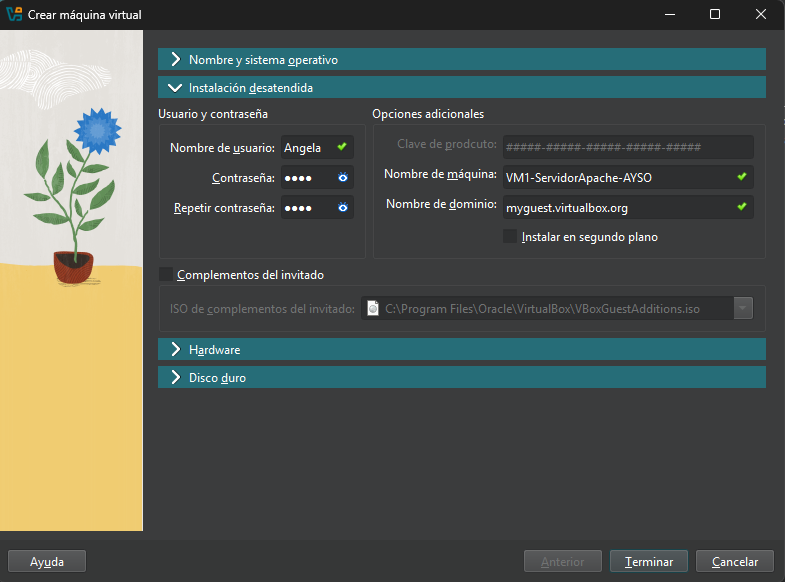 Crear máquina virtual
Nombre y sistema operativo
Instalación desatendida
Usuario y contraseña
Opciones adicionales
Nombre de usuario: Angela
Contraseña: ●●●●
Repetir contraseña: ●●●●
Clave de prodcuto: #####-#####-#####-#####-#####
Nombre de máquina: VM1-ServidorApache-AYSO
Nombre de dominio: myguest.virtualbox.org
Instalar en segundo plano
Complementos del invitado
ISO de complementos del invitado: C:\Program Files\Oracle\VirtualBox\VBoxGuestAdditions.iso
Hardware
Disco duro
Ayuda
Anterior
Terminar
Cancelar